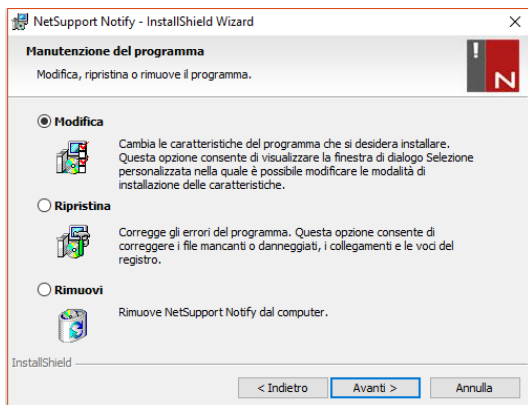 NetSupport Notify - InstallShield Wizard
Manutenzione del programma
Modifica, ripristina o rimuove il programma.
! N
Modifica
Cambia le caratteristiche del programma che si desidera installare.
Questa opzione consente di visualizzare la finestra di dialogo Selezione
personalizzata nella quale è possibile modificare le modalità di
installazione delle caratteristiche.
Ripristina
Corregge gli errori del programma. Questa opzione consente di
correggere i file mancanti o danneggiati, i collegamenti e le voci del
registro.
Rimuovi
Rimuove NetSupport Notify dal computer.
InstallShield
< Indietro Avanti > Annulla